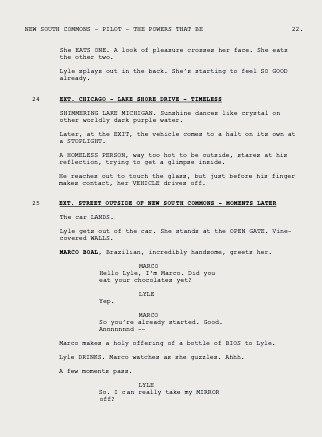 NEW SOUTH COMMONS - PILOT - THE POWERS THAT BE 22.
She EATS ONE. A look of pleasure crosses her face. She eats
the other two.
Lyle splays out in the back. She's starting to feel SO GOOD
already.
24 EXT. CHICAGO - LAKE SHORE DRIVE - TIMELESS
SHIMMERING LAKE MICHIGAN. Sunshine dances like crystal on
other worldly dark purple water.
Later, at the EXIT, the vehicle comes to a halt on its own at
a STOPLIGHT.
A HOMELESS PERSON, way too hot to be outside, stares at his
reflection, trying to get a glimpse inside.
He reaches out to touch the glass, but just before his finger
makes contact, her VEHICLE drives off.
25 EXT. STREET OUTSIDE OF NEW SOUTH COMMONS - MOMENTS LATER
The car LANDS.
Lyle gets out of the car. She stands at the OPEN GATE. Vine-
covered WALLS.
MARCO BOAL, Brazilian, incredibly handsome, greets her.
MARCO
Hello Lyle, I'm Marco. Did you
eat your chocolates yet?
LYLE
Yep.
MARCO
So you're already started. Good.
Annnnnnnd --
Marco makes a holy offering of a bottle of BIOS to Lyle.
Lyle DRINKS. Marco watches as she guzzles. Ahhh.
A few moments pass.
LYLE
So. I can really take my MIRROR
off?